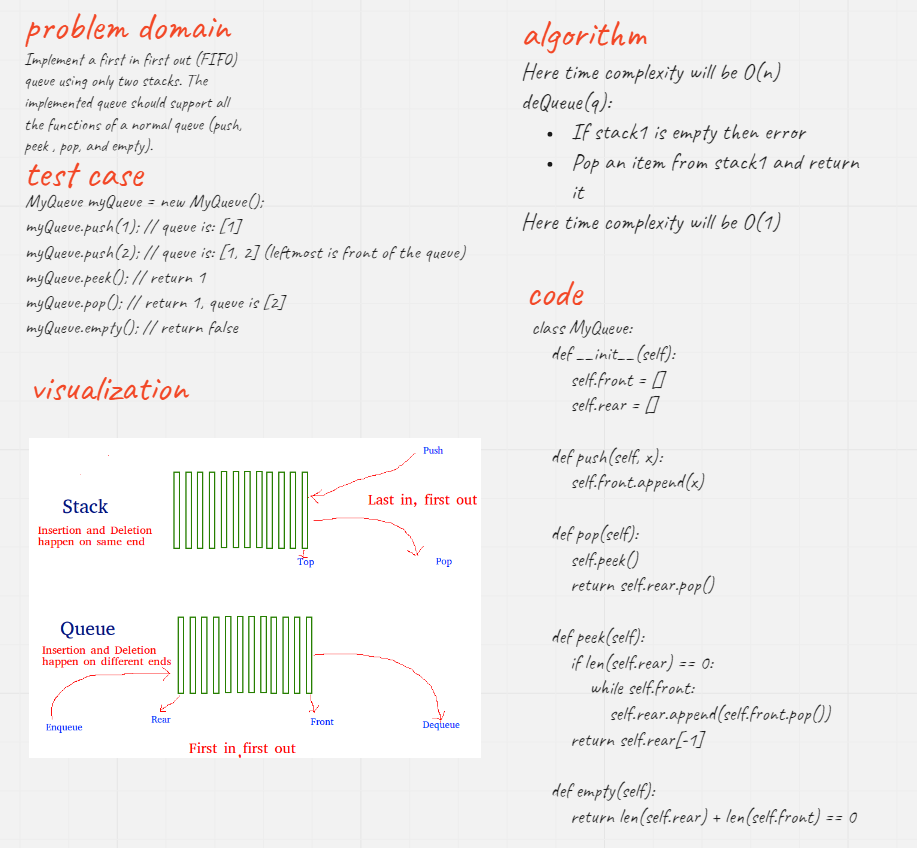 problem domain
Implement a first in first out (FIFO)
queue using only two stacks. The
implemented queue should support all
the functions of a normal queue (push,
peek , pop, and empty).
test case
MyQueue myQueue = new MyQueue();
myQueue.push(1); // queue is: [1]
myQueue.push(2); // queue is: [1, 2] (leftmost is front of the queue)
myQueue.peek(); // return 1
myQueue.pop(); // return 1, queue is [2]
myQueue.empty(); // return false
visualization
Push
Stack
Last in, first out
Insertion and Deletion
happen on same end
Top
Pop
Queue
Insertion and Deletion
happen on different ends
Enqueue
Rear
Front
Dequeue
First in first out
algorithm
Here time complexity will be O(n)
deQueue(q):
• If stack1 is empty then error
• Pop an item from stack1 and return
it
Here time complexity will be O(1)
code
class MyQueue:
def __init__(self):
self.front = []
self.rear = []
def push(self, x):
self.front.append(x)
def pop(self):
self.peek()
return self.rear.pop()
def peek(self):
if len(self.rear) == 0:
while self.front:
self.rear.append(self.front.pop())
return self.rear[-1]
def empty(self):
return len(self.rear) + len(self.front) == 0